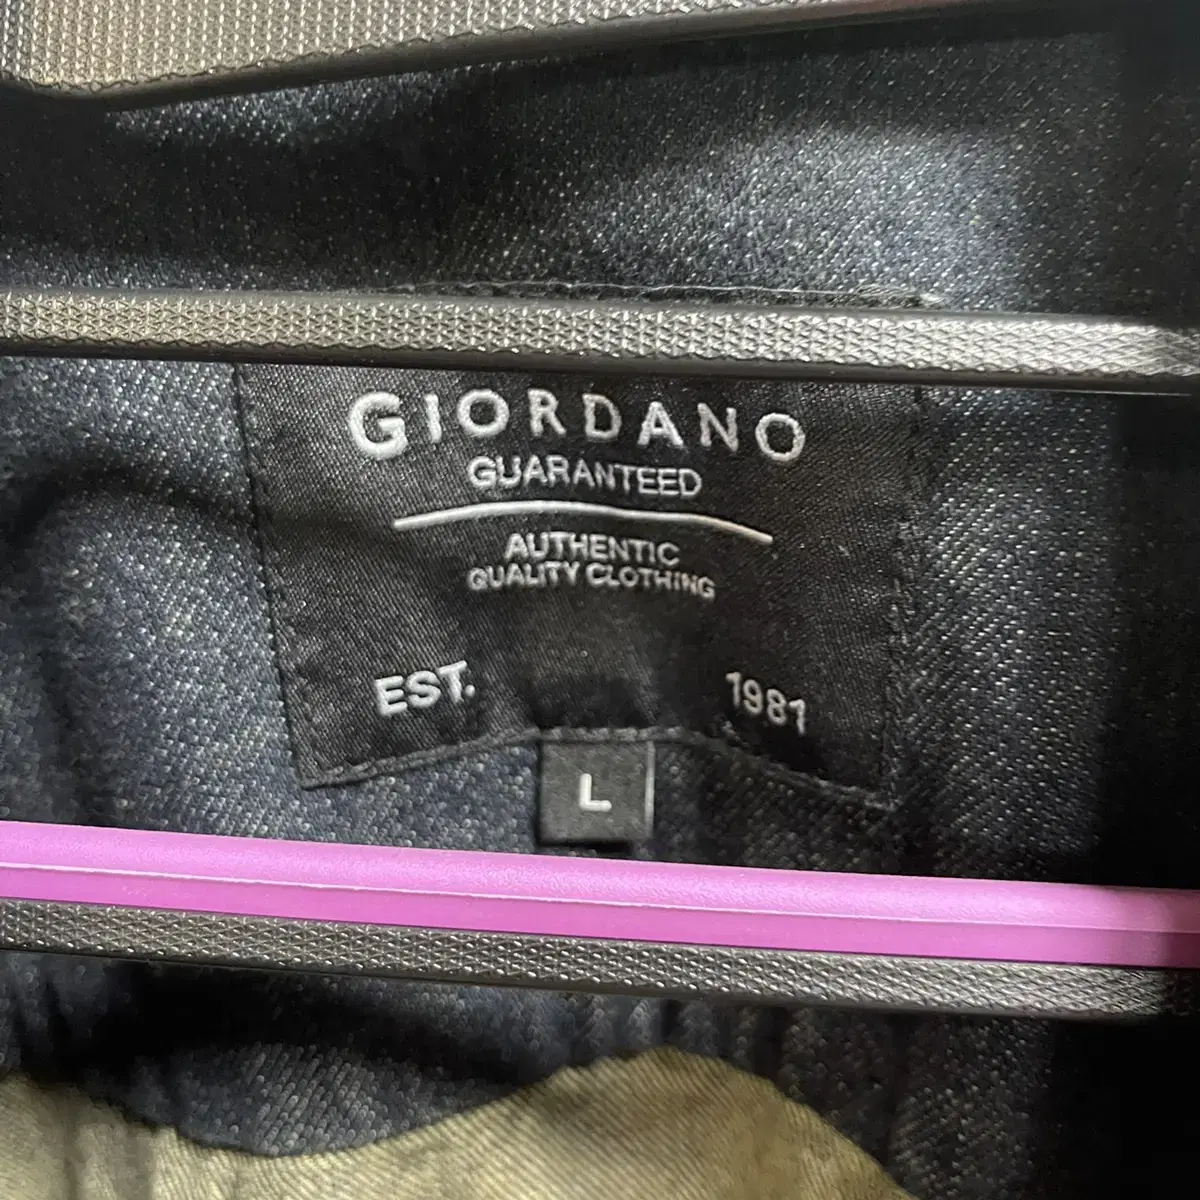 GIORDANO
GUARANTEED
AUTHENTIC
QUALITY CLOTHING
EST. 1981
L